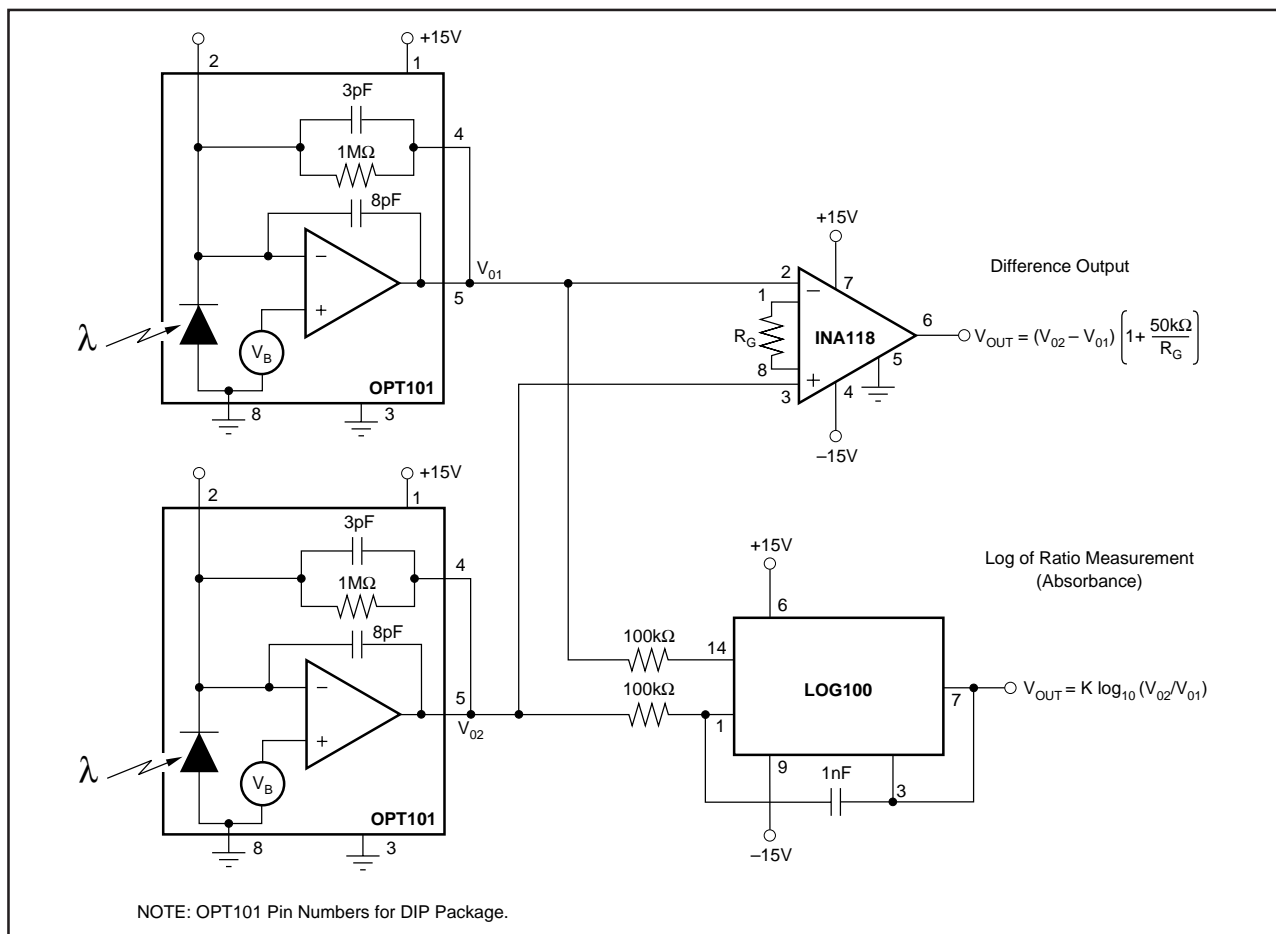 2
+15V
1
3pF
4
1MΩ
8pF
V01
5
−
+
λ
VB
OPT101
8
3
+15V
2
7
1
−
RG
INA118
6
8
+
5
3
4
–15V
Difference Output
VOUT = (V02 – V01) [1+ 50kΩ/RG]
2
+15V
1
3pF
4
1MΩ
8pF
5
V02
−
+
λ
VB
OPT101
8
3
Log of Ratio Measurement
(Absorbance)
+15V
6
100kΩ
14
100kΩ
1
LOG100
7
VOUT = K log10 (V02/V01)
9
1nF
3
–15V
NOTE: OPT101 Pin Numbers for DIP Package.